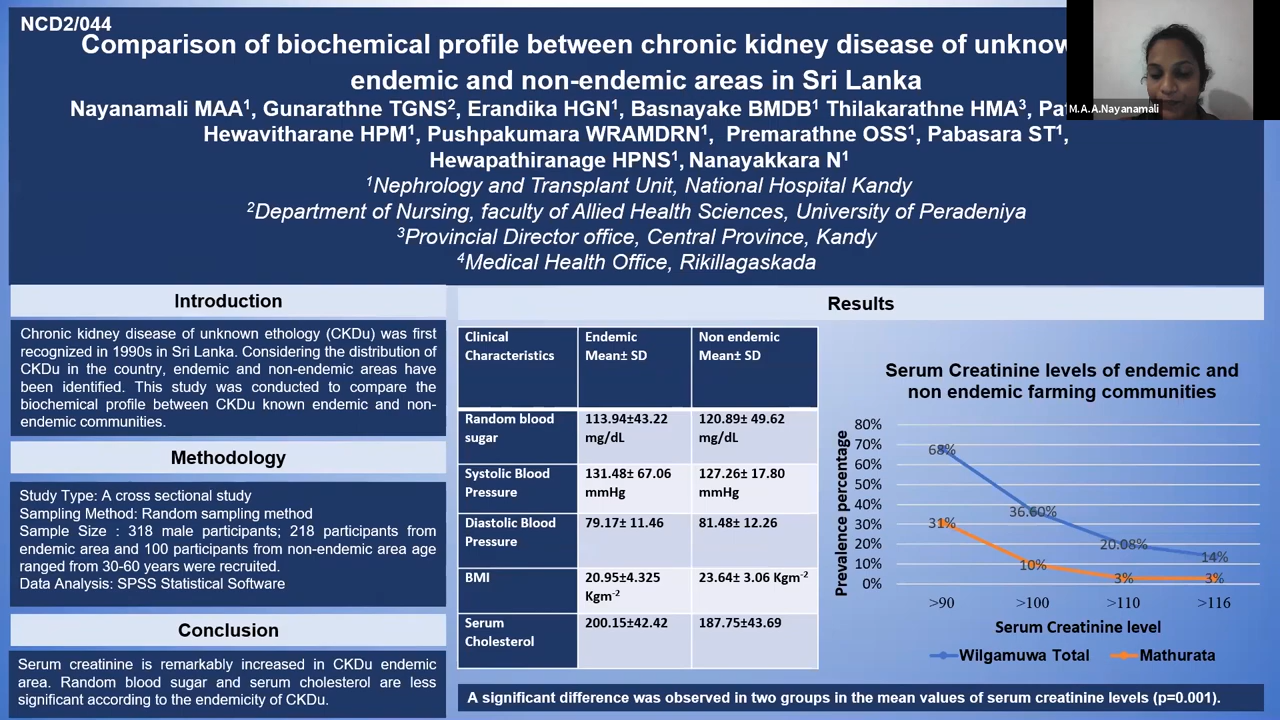 NCD2/044
Comparison of biochemical profile between chronic kidney disease of
endemic and non-endemic areas in Sri Lanka
M.A.A.Nayanamali
Nayanamali MAA¹, Gunarathne TGNS², Erandika HGN¹, Basnayake BMDB¹ Thilakarathne HMA³,
Hewavitharane HPM¹, Pushpakumara WRAMDRN¹, Premarathne OSS¹, Pabasara ST¹,
Hewapathiranage HPNS¹, Nanayakkara N¹
¹Nephrology and Transplant Unit, National Hospital Kandy
²Department of Nursing, faculty of Allied Health Sciences, University of Peradeniya
³Provincial Director office, Central Province, Kandy
⁴Medical Health Office, Rikillagaskada
Introduction
Chronic kidney disease of unknown ethology (CKDu) was first
recognized in 1990s in Sri Lanka. Considering the distribution of
CKDu in the country, endemic and non-endemic areas have
been identified. This study was conducted to compare the
biochemical profile between CKDu known endemic and non-
endemic communities.
Methodology
Study Type: A cross sectional study
Sampling Method: Random sampling method
Sample Size : 318 male participants; 218 participants from
endemic area and 100 participants from non-endemic area age
ranged from 30-60 years were recruited.
Data Analysis: SPSS Statistical Software
Conclusion
Serum creatinine is remarkably increased in CKDu endemic
area. Random blood sugar and serum cholesterol are less
significant according to the endemicity of CKDu.
Results
Clinical Characteristics
Endemic Mean± SD
Non endemic Mean± SD
Random blood sugar
113.94±43.22 mg/dL
120.89± 49.62 mg/dL
Systolic Blood Pressure
131.48± 67.06 mmHg
127.26± 17.80 mmHg
Diastolic Blood Pressure
79.17± 11.46
81.48± 12.26
BMI
20.95±4.325 Kgm⁻²
23.64± 3.06 Kgm⁻²
Serum Cholesterol
200.15±42.42
187.75±43.69
Serum Creatinine levels of endemic and
non endemic farming communities
Prevalence percentage
80%
70%
60%
50%
40%
30%
20%
10%
0%
68%
36.60%
20.08%
14%
31%
10%
3%
3%
>90
>100
>110
>116
Serum Creatinine level
Wilgamuwa Total
Mathurata
A significant difference was observed in two groups in the mean values of serum creatinine levels (p=0.001).